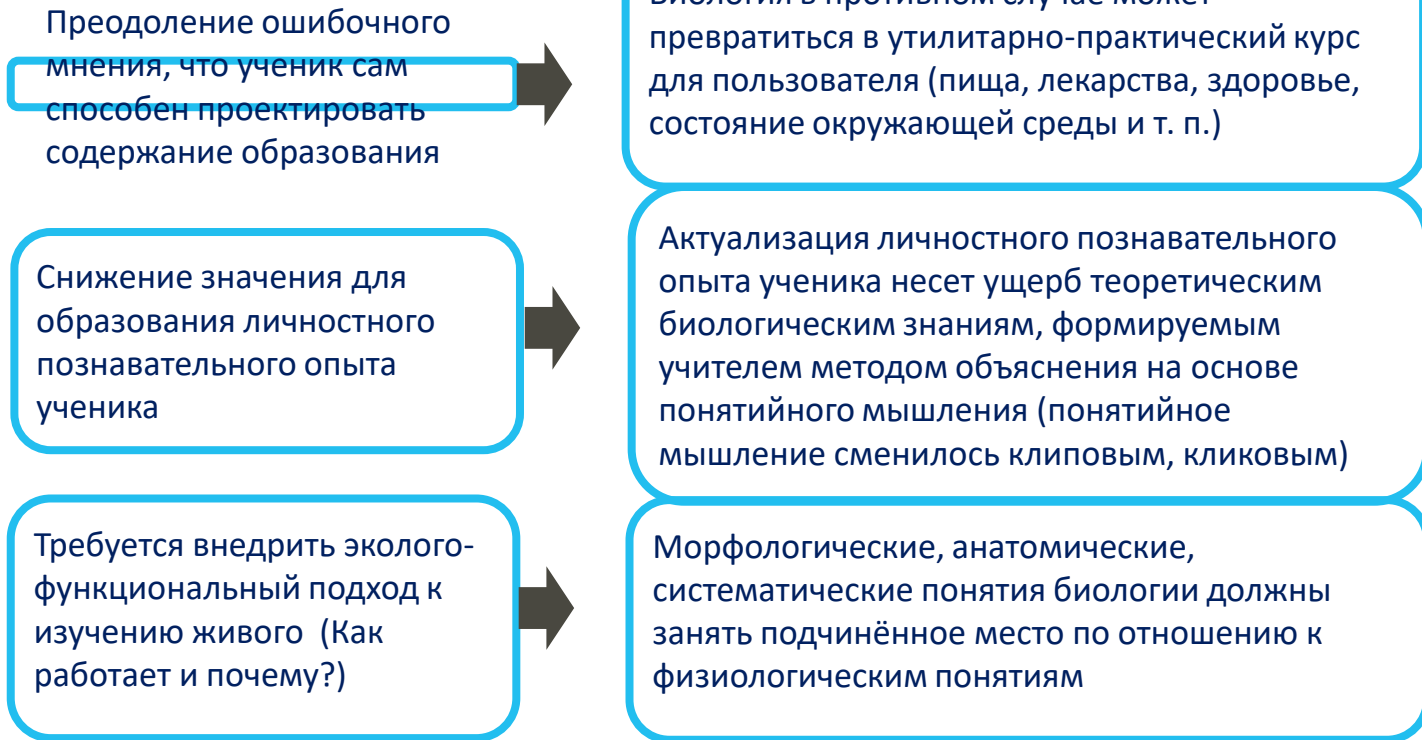 Преодоление ошибочного
мнения, что ученик сам
способен проектировать
содержание образования
Биология в противном случае может
превратиться в утилитарно-практический курс
для пользователя (пища, лекарства, здоровье,
состояние окружающей среды и т. п.)
Снижение значения для
образования личностного
познавательного опыта
ученика
Актуализация личностного познавательного
опыта ученика несет ущерб теоретическим
биологическим знаниям, формируемым
учителем методом объяснения на основе
понятийного мышления (понятийное
мышление сменилось клиповым, кликовым)
Требуется внедрить эколого-
функциональный подход к
изучению живого (Как
работает и почему?)
Морфологические, анатомические,
систематические понятия биологии должны
занять подчинённое место по отношению к
физиологическим понятиям